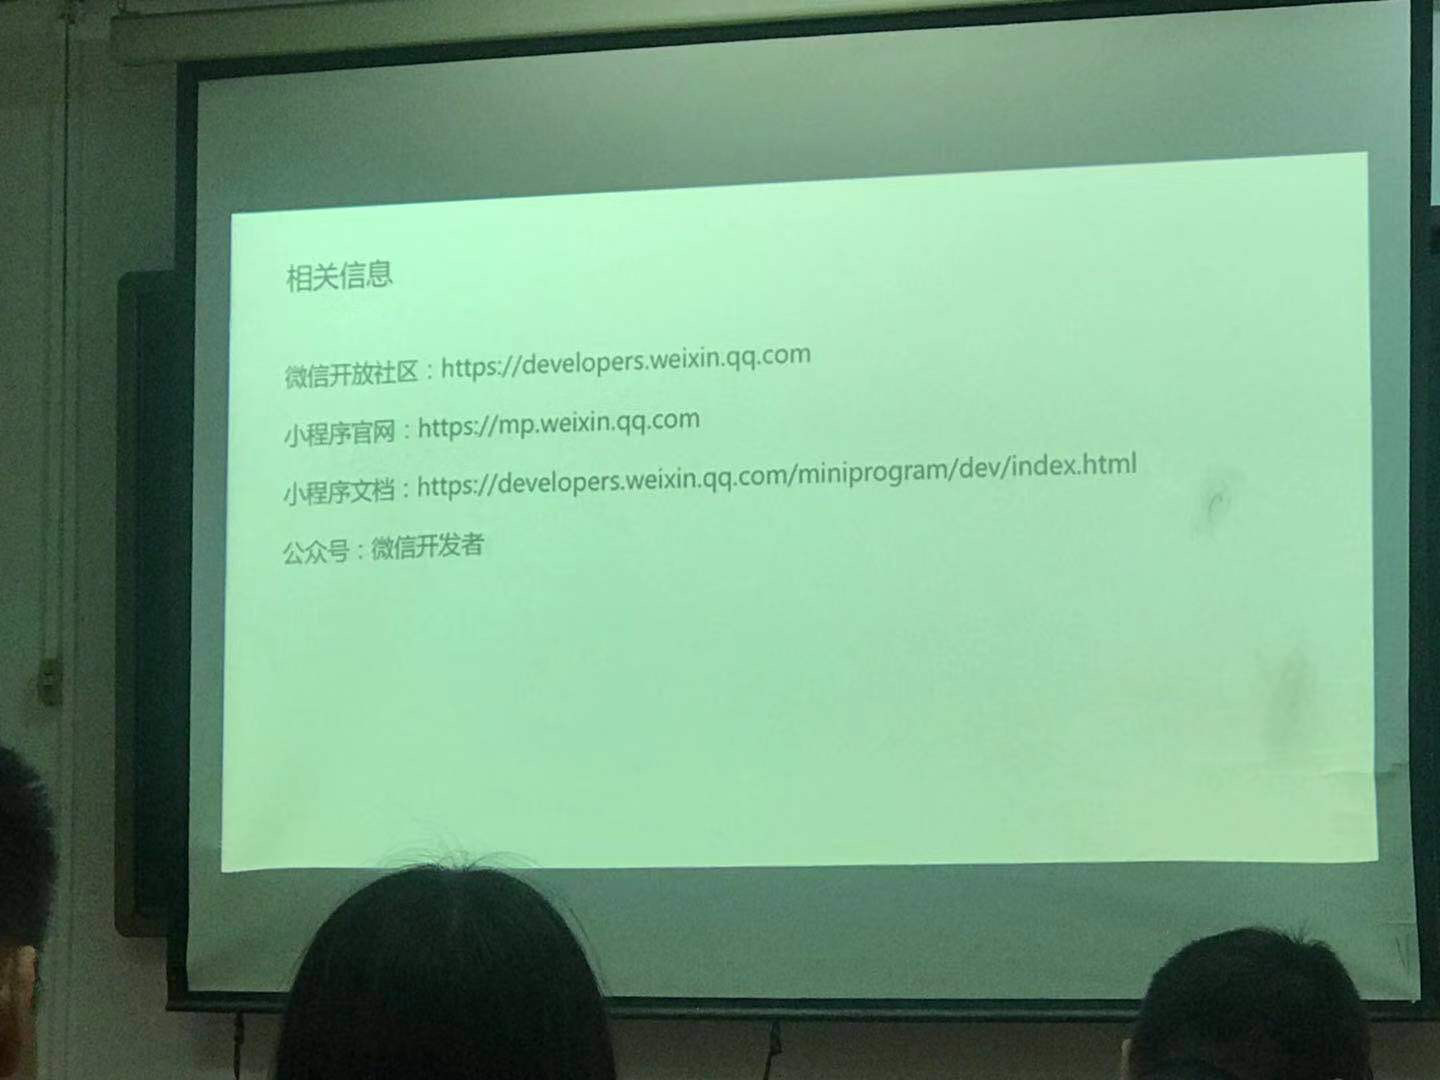 相关信息
微信开放社区：https://developers.weixin.qq.com
小程序官网：https://mp.weixin.qq.com
小程序文档：https://developers.weixin.qq.com/miniprogram/dev/index.html
公众号：微信开发者